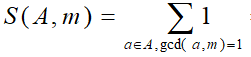 S(A, m) = ∑ 1
a∈A, gcd( a, m)=1